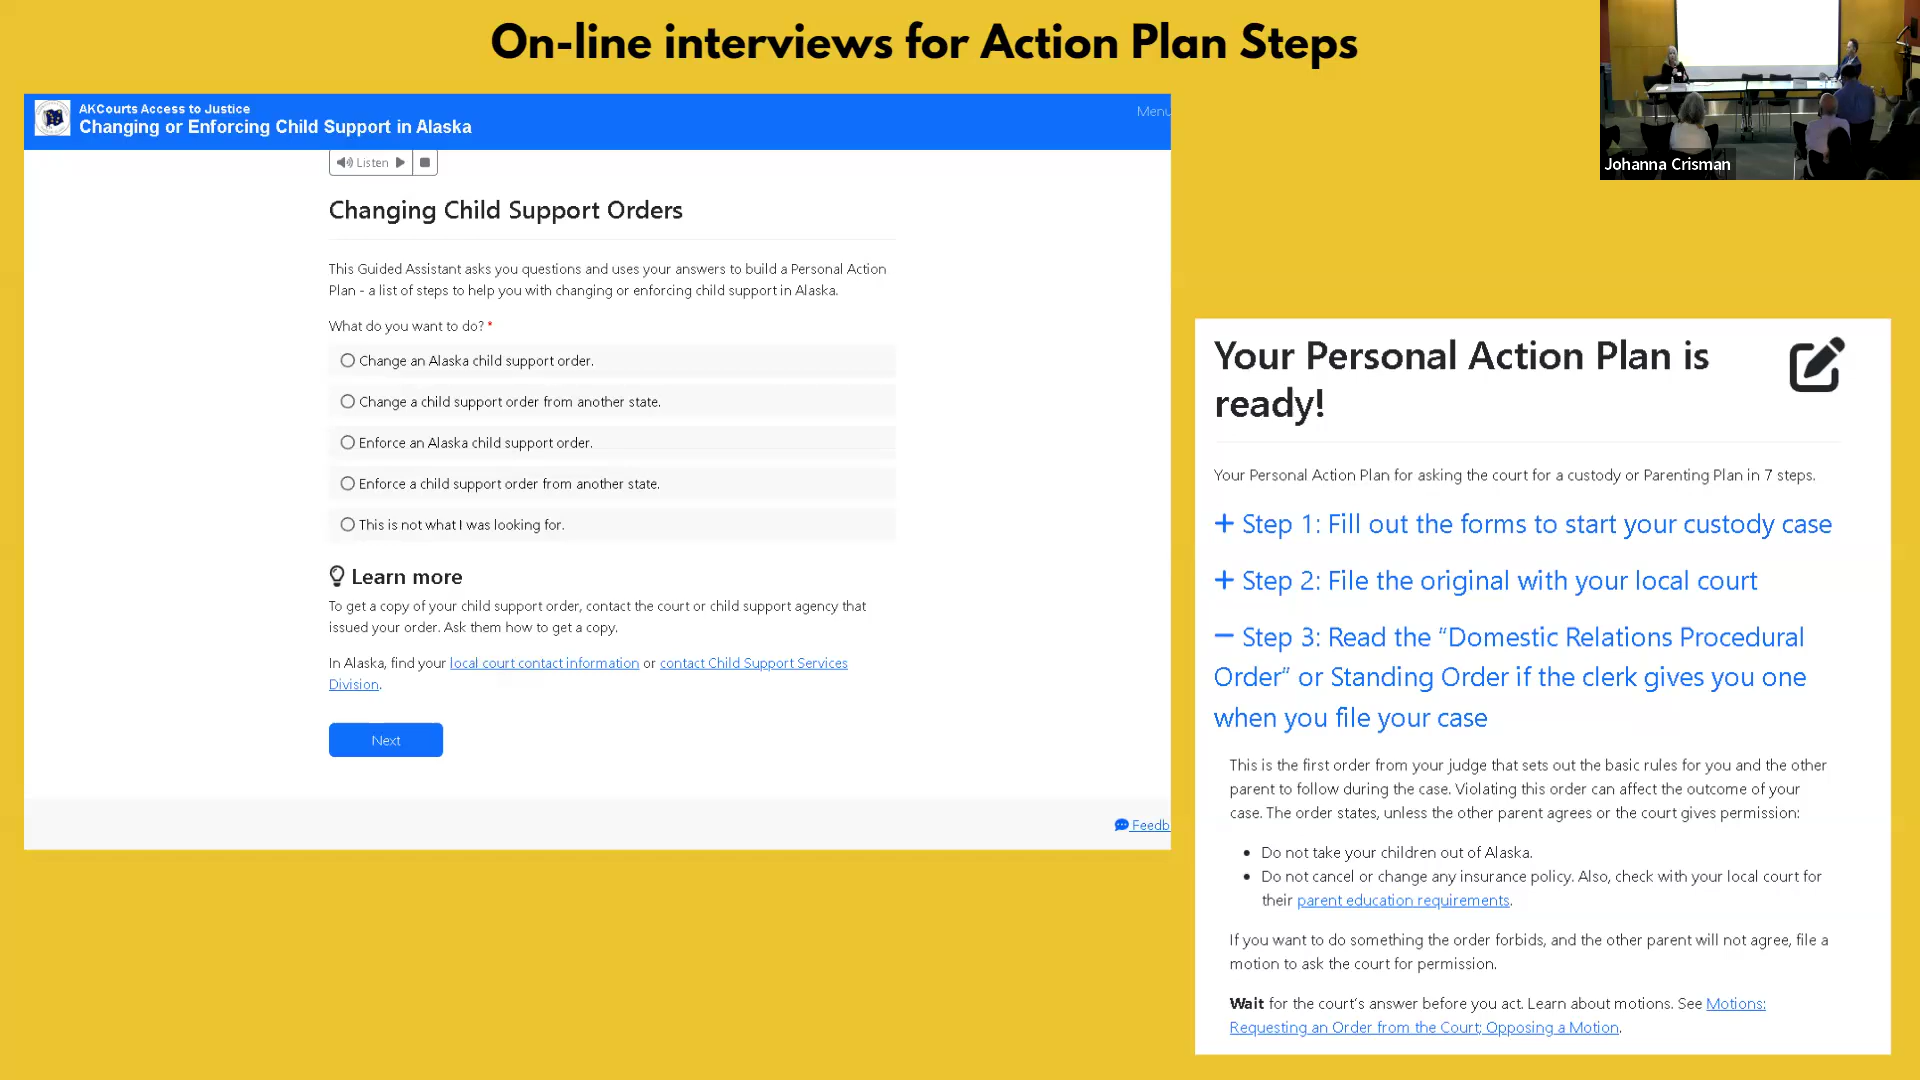 On-line interviews for Action Plan Steps
AKCourts Access to Justice
Changing or Enforcing Child Support in Alaska
Menu
Listen
Changing Child Support Orders
This Guided Assistant asks you questions and uses your answers to build a Personal Action
Plan - a list of steps to help you with changing or enforcing child support in Alaska.
What do you want to do? *
Change an Alaska child support order.
Change a child support order from another state.
Enforce an Alaska child support order.
Enforce a child support order from another state.
This is not what I was looking for.
Learn more
To get a copy of your child support order, contact the court or child support agency that
issued your order. Ask them how to get a copy.
In Alaska, find your local court contact information or contact Child Support Services
Division.
Next
Feedb
Johanna Crisman
Your Personal Action Plan is
ready!
Your Personal Action Plan for asking the court for a custody or Parenting Plan in 7 steps.
+ Step 1: Fill out the forms to start your custody case
+ Step 2: File the original with your local court
− Step 3: Read the “Domestic Relations Procedural
Order” or Standing Order if the clerk gives you one
when you file your case
This is the first order from your judge that sets out the basic rules for you and the other
parent to follow during the case. Violating this order can affect the outcome of your
case. The order states, unless the other parent agrees or the court gives permission:
• Do not take your children out of Alaska.
• Do not cancel or change any insurance policy. Also, check with your local court for
their parent education requirements.
If you want to do something the order forbids, and the other parent will not agree, file a
motion to ask the court for permission.
Wait for the court's answer before you act. Learn about motions. See Motions:
Requesting an Order from the Court; Opposing a Motion.